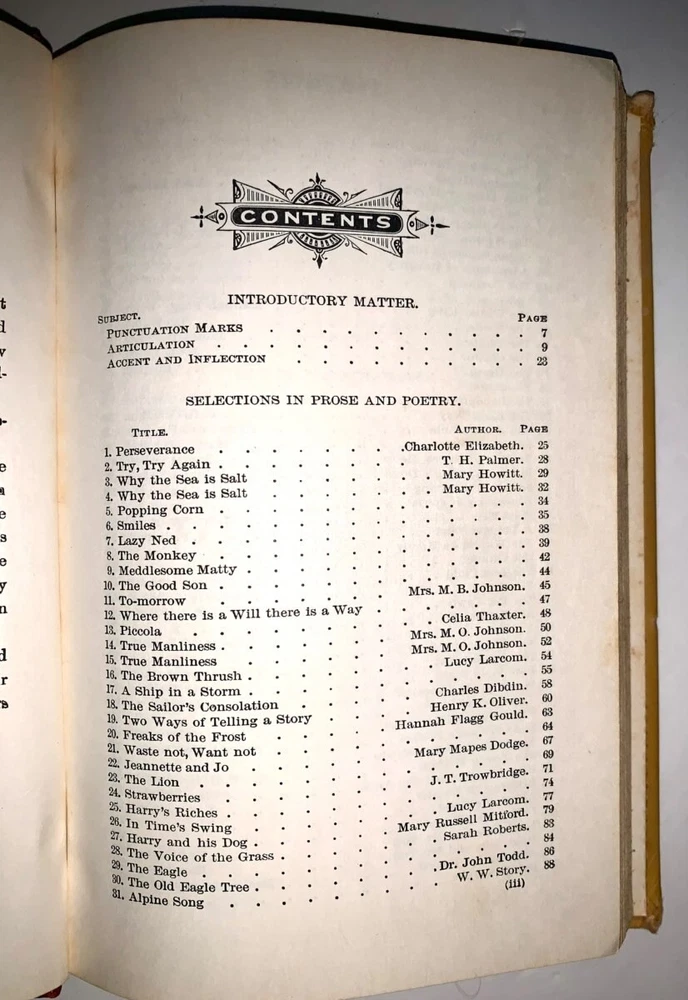 CONTENTS
INTRODUCTORY MATTER.
SUBJECT. PAGE
PUNCTUATION MARKS . . . . . . . . . . . 7
ARTICULATION . . . . . . . . . . . . 9
ACCENT AND INFLECTION . . . . . . . . . . 23
SELECTIONS IN PROSE AND POETRY.
TITLE. AUTHOR. PAGE
1. Perseverance . . . . . . .Charlotte Elizabeth. 25
2. Try, Try Again . . . . . . . T. H. Palmer. 28
3. Why the Sea is Salt . . . . . . Mary Howitt. 29
4. Why the Sea is Salt . . . . . . Mary Howitt. 32
5. Popping Corn . . . . . . . . . . 34
6. Smiles . . . . . . . . . . . . 35
7. Lazy Ned . . . . . . . . . . . 38
8. The Monkey . . . . . . . . . . 39
9. Meddlesome Matty . . . . . . . . . 42
10. The Good Son . . . . . . . . . . 44
11. To-morrow . . . . . . Mrs. M. B. Johnson. 45
12. Where there is a Will there is a Way . . . . . . 47
13. Piccola . . . . . . . . Celia Thaxter. 48
14. True Manliness . . . . . . Mrs. M. O. Johnson. 50
15. True Manliness . . . . . . Mrs. M. O. Johnson. 52
16. The Brown Thrush . . . . . . . Lucy Larcom. 54
17. A Ship in a Storm . . . . . . . . . 55
18. The Sailor's Consolation . . . . . Charles Dibdin. 58
19. Two Ways of Telling a Story . . . . Henry K. Oliver. 60
20. Freaks of the Frost . . . . . Hannah Flagg Gould. 63
21. Waste not, Want not . . . . . . . . . 64
22. Jeannette and Jo . . . . . . Mary Mapes Dodge. 67
23. The Lion . . . . . . . . . . . 69
24. Strawberries . . . . . . . J. T. Trowbridge. 71
25. Harry's Riches . . . . . . . . . . 74
26. In Time's Swing . . . . . . . Lucy Larcom. 77
27. Harry and his Dog . . . . . Mary Russell Mitford. 79
28. The Voice of the Grass . . . . . . Sarah Roberts. 83
29. The Eagle . . . . . . . . . . . 84
30. The Old Eagle Tree . . . . . . .Dr. John Todd. 86
31. Alpine Song . . . . . . . . W. W. Story. 88
(iii)